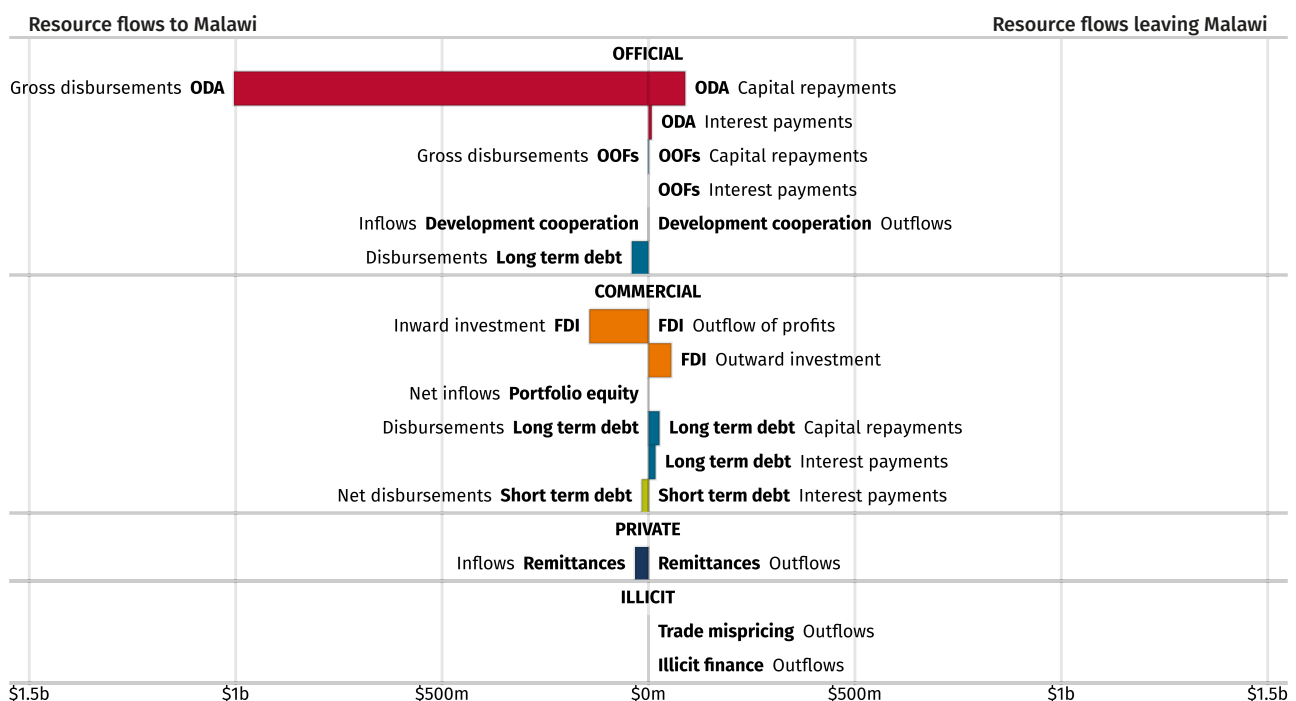 Resource flows to Malawi Resource flows leaving Malawi
OFFICIAL
Gross disbursements ODA ODA Capital repayments
ODA Interest payments
Gross disbursements OOFs OOFs Capital repayments
OOFs Interest payments
Inflows Development cooperation Development cooperation Outflows
Disbursements Long term debt
COMMERCIAL
Inward investment FDI FDI Outflow of profits
FDI Outward investment
Net inflows Portfolio equity
Disbursements Long term debt Long term debt Capital repayments
Long term debt Interest payments
Net disbursements Short term debt Short term debt Interest payments
PRIVATE
Inflows Remittances Remittances Outflows
ILLICIT
Trade mispricing Outflows
Illicit finance Outflows
$1.5b $1b $500m $0m $500m $1b $1.5b